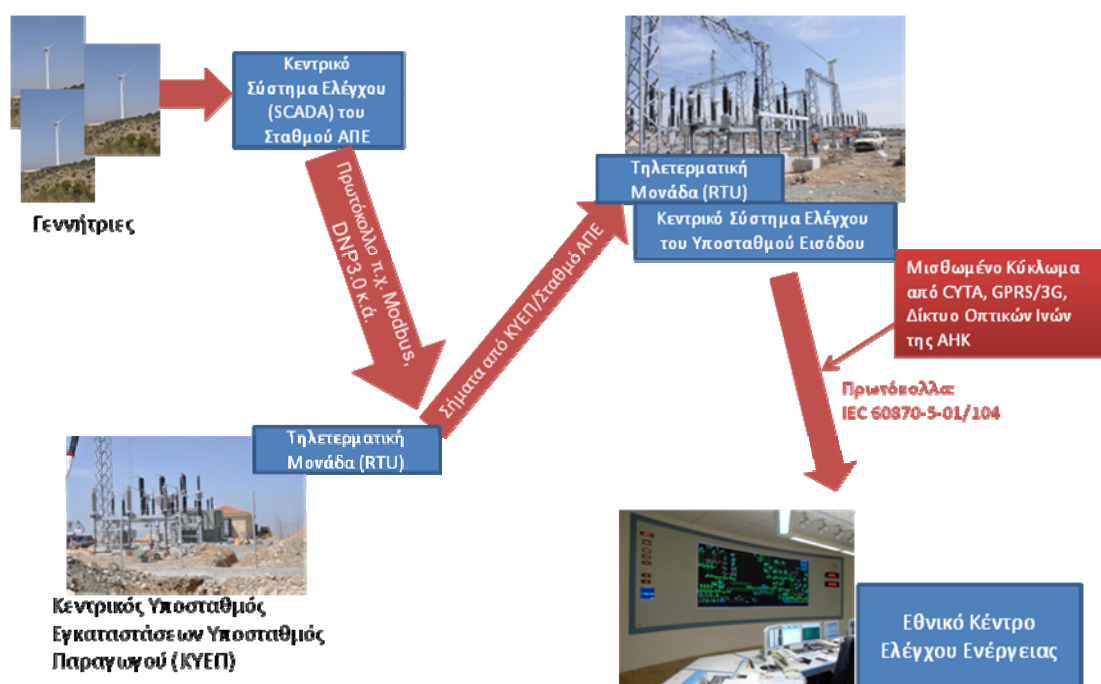 Γεννήτριες
Κεντρικό
Σύστημα Ελέγχου
(SCADA) του
Σταθμού ΑΠΕ
Πρωτόκολλο π.χ. Modbus,
DNP3.0 κ.ά.
Τηλετερματική
Μονάδα (RTU)
Κεντρικός Υποσταθμός
Εγκαταστάσεων Υποσταθμός
Παραγωγού (ΚΥΕΠ)
Σήματα από ΚΥΕΠ/Σταθμό ΑΠΕ
Τηλετερματική
Μονάδα (RTU)
Κεντρικό Σύστημα Ελέγχου
του Υποσταθμού Εισόδου
Μισθωμένο Κύκλωμα
από CYTA, GPRS/3G,
Δίκτυο Οπτικών Ινών
της ΑΗΚ
Πρωτόκολλα:
IEC 60870-5-01/104
Εθνικό Κέντρο
Ελέγχου Ενέργειας